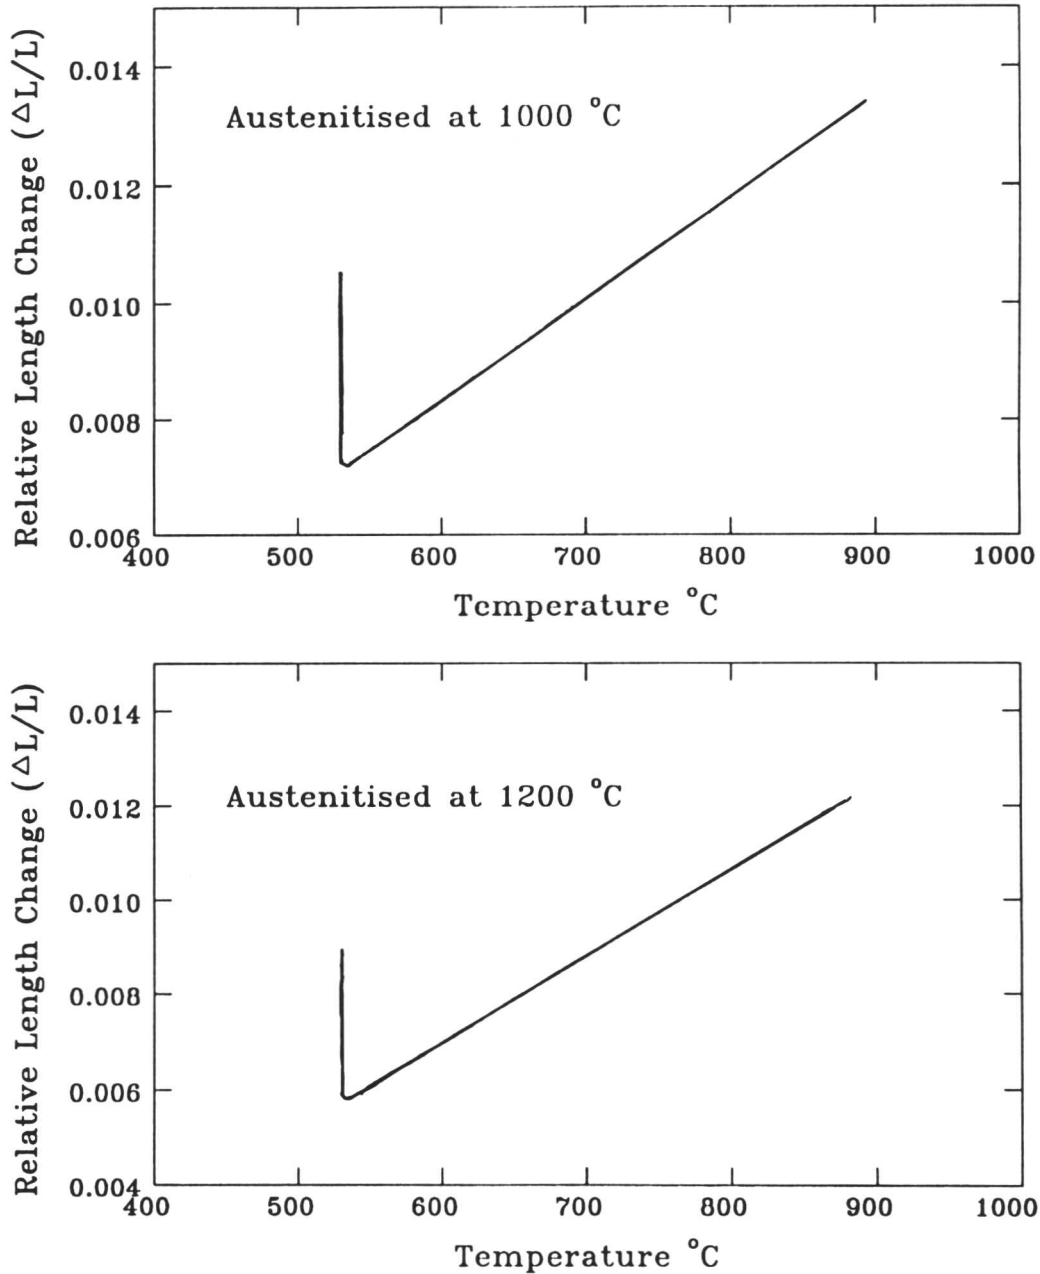 Relative Length Change (△L/L)
0.014
0.012
0.010
0.008
0.006
Austenitised at 1000 °C
400 500 600 700 800 900 1000
Temperature °C
Relative Length Change (△L/L)
0.014
0.012
0.010
0.008
0.006
0.004
Austenitised at 1200 °C
400 500 600 700 800 900 1000
Temperature °C